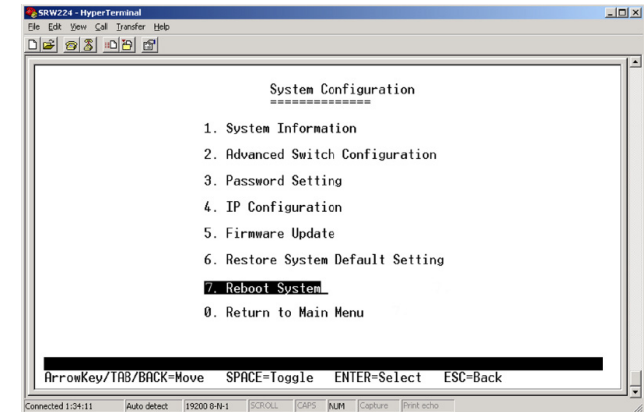 SRW224 - HyperTerminal
File Edit View Call Transfer Help
System Configuration
==============
1. System Information
2. Advanced Switch Configuration
3. Password Setting
4. IP Configuration
5. Firmware Update
6. Restore System Default Setting
7. Reboot System_
0. Return to Main Menu
ArrowKey/TAB/BACK=Move SPACE=Toggle ENTER=Select ESC=Back
Connected 1:34:11 Auto detect 19200 8-N-1 SCROLL CAPS NUM Capture Print echo